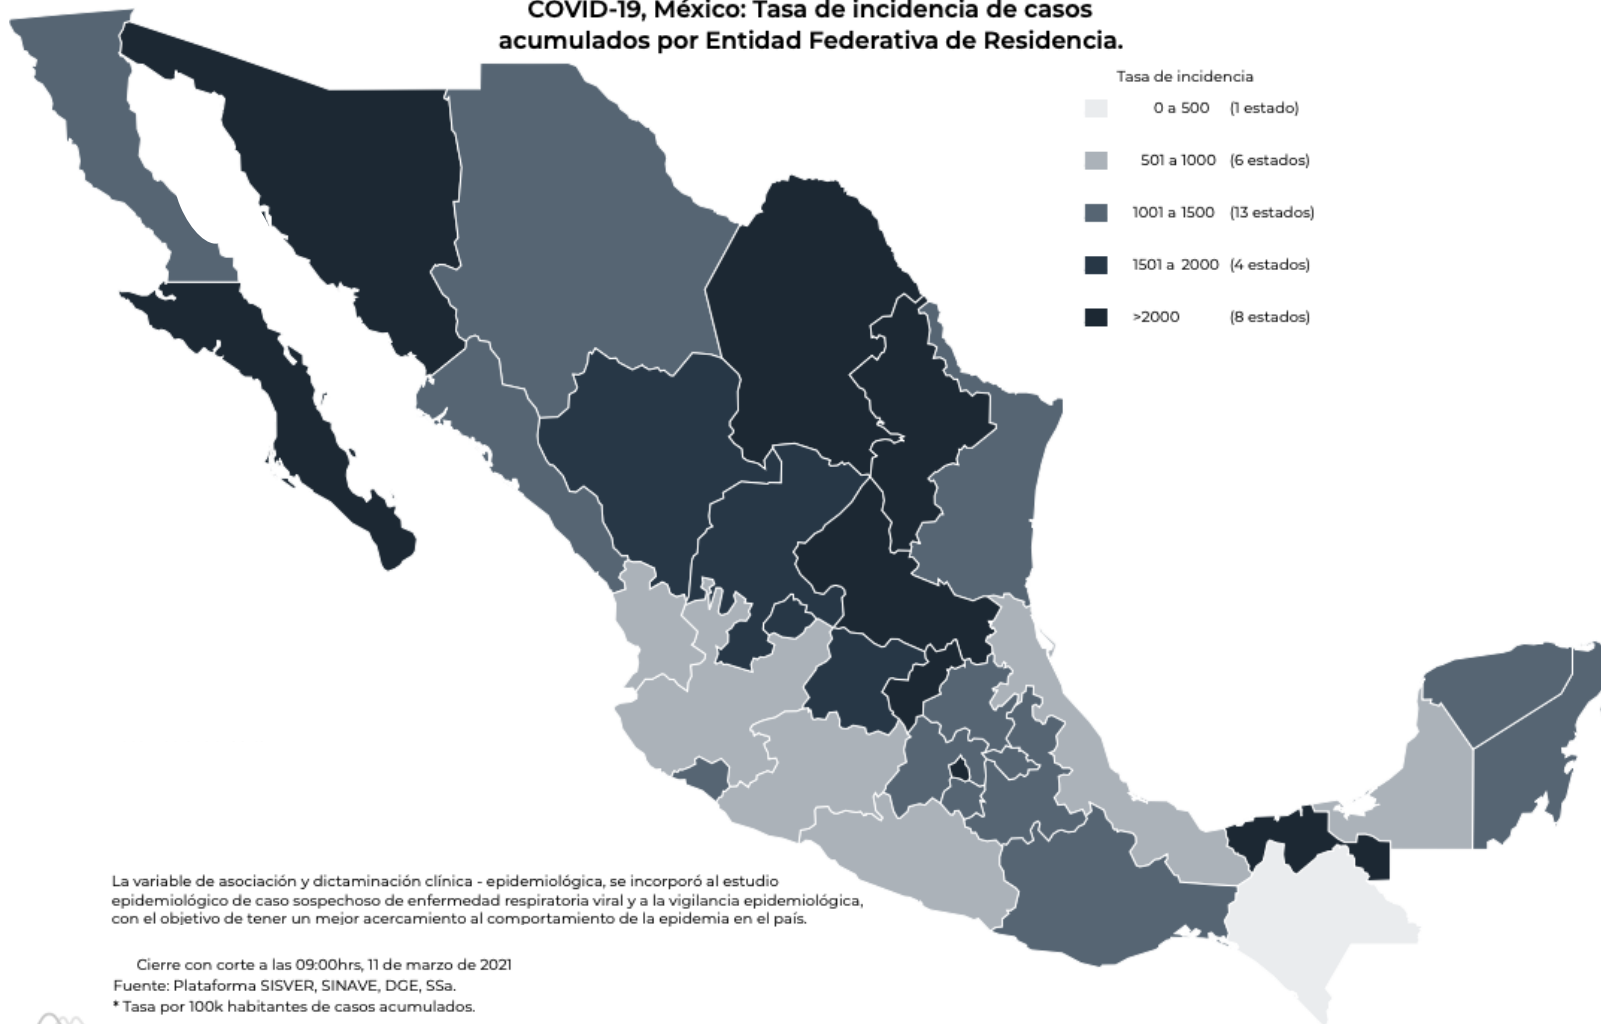 COVID-19, México: Tasa de incidencia de casos
acumulados por Entidad Federativa de Residencia.
Tasa de incidencia
0 a 500 (1 estado)
501 a 1000 (6 estados)
1001 a 1500 (13 estados)
1501 a 2000 (4 estados)
>2000 (8 estados)
La variable de asociación y dictaminación clínica - epidemiológica, se incorporó al estudio
epidemiológico de caso sospechoso de enfermedad respiratoria viral y a la vigilancia epidemiológica,
con el objetivo de tener un mejor acercamiento al comportamiento de la epidemia en el país.
Cierre con corte a las 09:00hrs, 11 de marzo de 2021
Fuente: Plataforma SISVER, SINAVE, DGE, SSa.
* Tasa por 100k habitantes de casos acumulados.